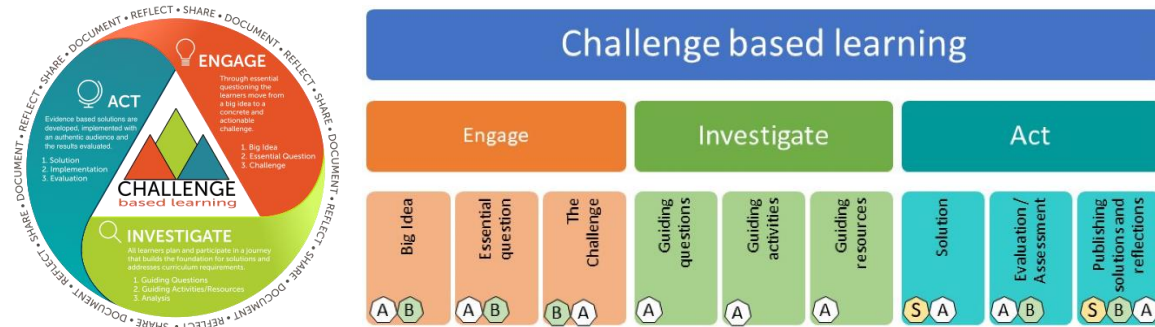 DOCUMENT • REFLECT • SHARE • DOCUMENT • REFLECT • SHARE • DOCUMENT • REFLECT • SHARE • DOCUMENT • REFLECT • SHARE • DOCUMENT • REFLECT • SHARE •
ENGAGE
Through essential
questioning the
learners move from
a big idea to a
concrete and
actionable
challenge.
1. Big Idea
2. Essential Question
3. Challenge
ACT
Evidence based solutions are
developed, implemented with
an authentic audience and
the results evaluated.
1. Solution
2. Implementation
3. Evaluation
CHALLENGE
based learning
INVESTIGATE
All learners plan and participate in a journey
that builds the foundation for solutions and
addresses curriculum requirements.
1. Guiding Questions
2. Guiding Activities/Resources
3. Analysis
Challenge based learning
Engage
Investigate
Act
Big Idea
A B
Essential
question
A B
The
Challenge
B A
Guiding
questions
A
Guiding
activities
A
Guiding
resources
A
Solution
S A
Evaluation/
Assessment
A B
Publishing
solutions and
reflections
S B A